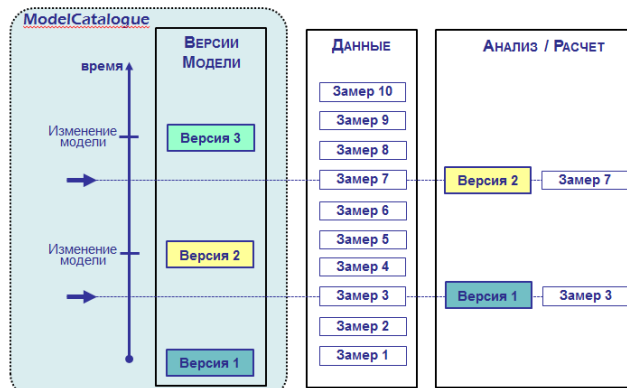 ModelCatalogue
время
Изменение
модели
Изменение
модели
Версии
Модели
Версия 3
Версия 2
Версия 1
Данные
Замер 10
Замер 9
Замер 8
Замер 7
Замер 6
Замер 5
Замер 4
Замер 3
Замер 2
Замер 1
Анализ / Расчет
Версия 2
Замер 7
Версия 1
Замер 3